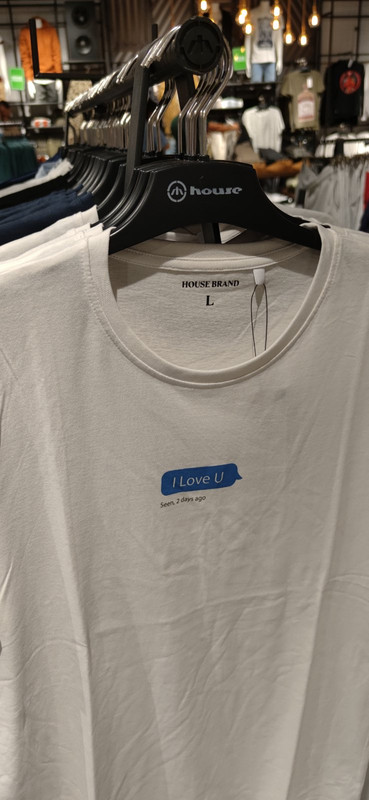 house
HOUSE BRAND
L
I Love U
Seen, 2 days ago